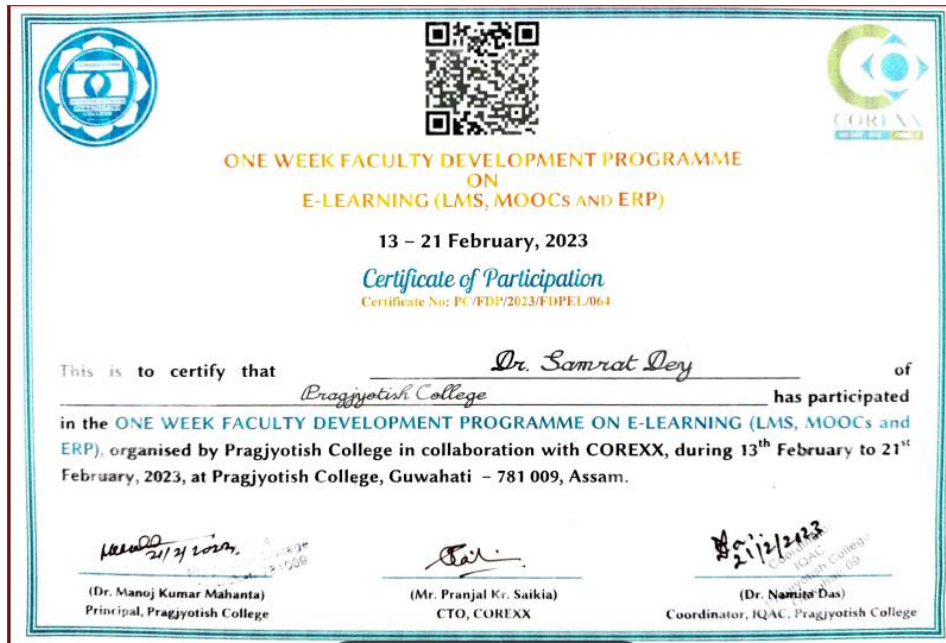 COREXX
ONE WEEK FACULTY DEVELOPMENT PROGRAMME
ON
E-LEARNING (LMS, MOOCs AND ERP)
13 – 21 February, 2023
Certificate of Participation
Certificate No: PC/FDP/2023/FDPEL/064
This is to certify that Dr. Samrat Dey of
Pragjyotish College has participated
in the ONE WEEK FACULTY DEVELOPMENT PROGRAMME ON E-LEARNING (LMS, MOOCs and
ERP), organised by Pragjyotish College in collaboration with COREXX, during 13th February to 21st
February, 2023, at Pragjyotish College, Guwahati – 781 009, Assam.
21/2/2023
21/2/2023
Coordinator
IQAC
Pragjyotish College
(Dr. Manoj Kumar Mahanta) (Mr. Pranjal Kr. Saikia) (Dr. Namita Das)
Principal, Pragjyotish College CTO, COREXX Coordinator, IQAC, Pragjyotish College